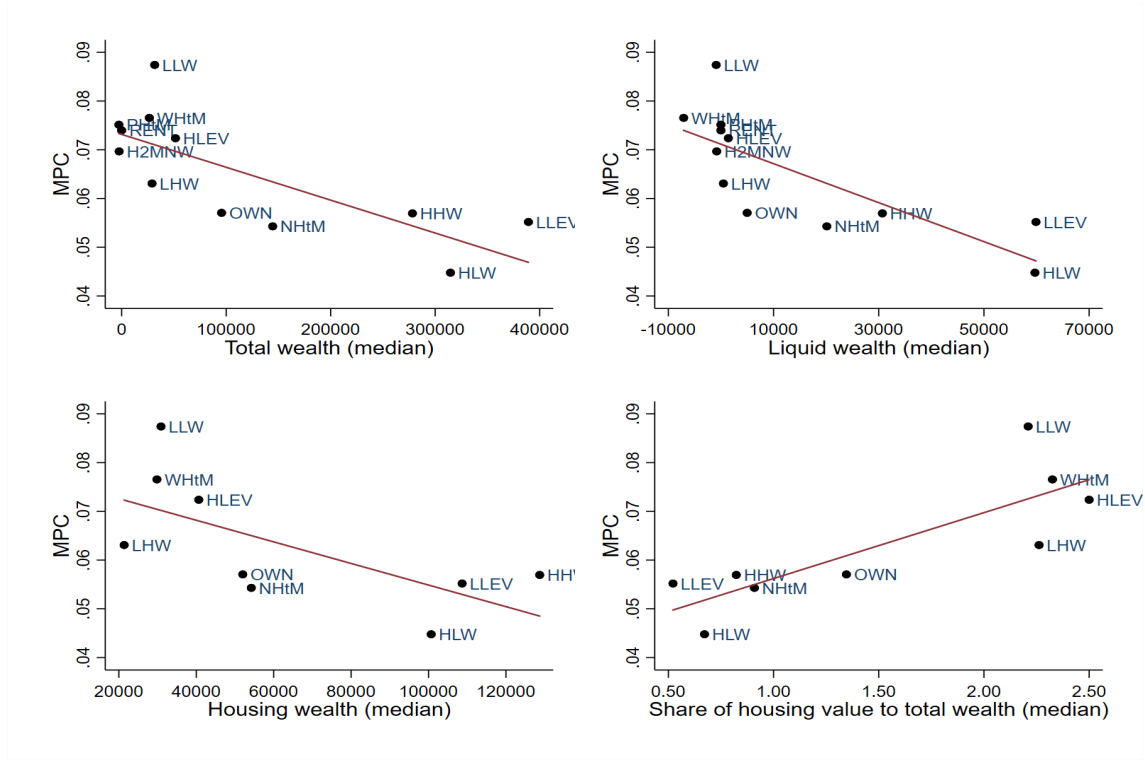 MPC
.09
.08
.07
.06
.05
.04
LLW
WHtM
PHtM
RENT
HLEV
H2MNW
LHW
OWN
HHW
LLEV
NHtM
HLW
0 100000 200000 300000 400000
Total wealth (median)
MPC
.09
.08
.07
.06
.05
.04
LLW
WHtM
PHtM
RENT
HLEV
H2MNW
LHW
OWN
HHW
LLEV
NHtM
HLW
-10000 10000 30000 50000 70000
Liquid wealth (median)
MPC
.09
.08
.07
.06
.05
.04
LLW
WHtM
HLEV
LHW
OWN
NHtM
LLEV
HHW
HLW
20000 40000 60000 80000 100000 120000
Housing wealth (median)
MPC
.09
.08
.07
.06
.05
.04
LLW
WHtM
HLEV
LHW
LLEV
HHW
OWN
NHtM
HLW
0.50 1.00 1.50 2.00 2.50
Share of housing value to total wealth (median)